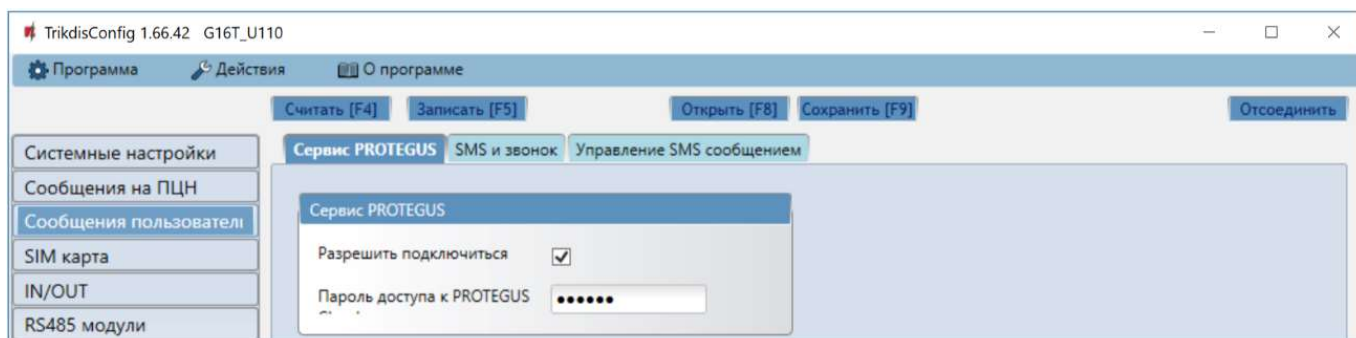 TrikdisConfig 1.66.42 G16T_U110
Программа Действия О программе
Считать [F4] Записать [F5] Открыть [F8] Сохранить [F9] Отсоединить
Системные настройки
Сообщения на ПЦН
Сообщения пользовател
SIM карта
IN/OUT
RS485 модули
Сервис PROTEGUS SMS и звонок Управление SMS сообщением
Сервис PROTEGUS
Разрешить подключиться
Пароль доступа к PROTEGUS